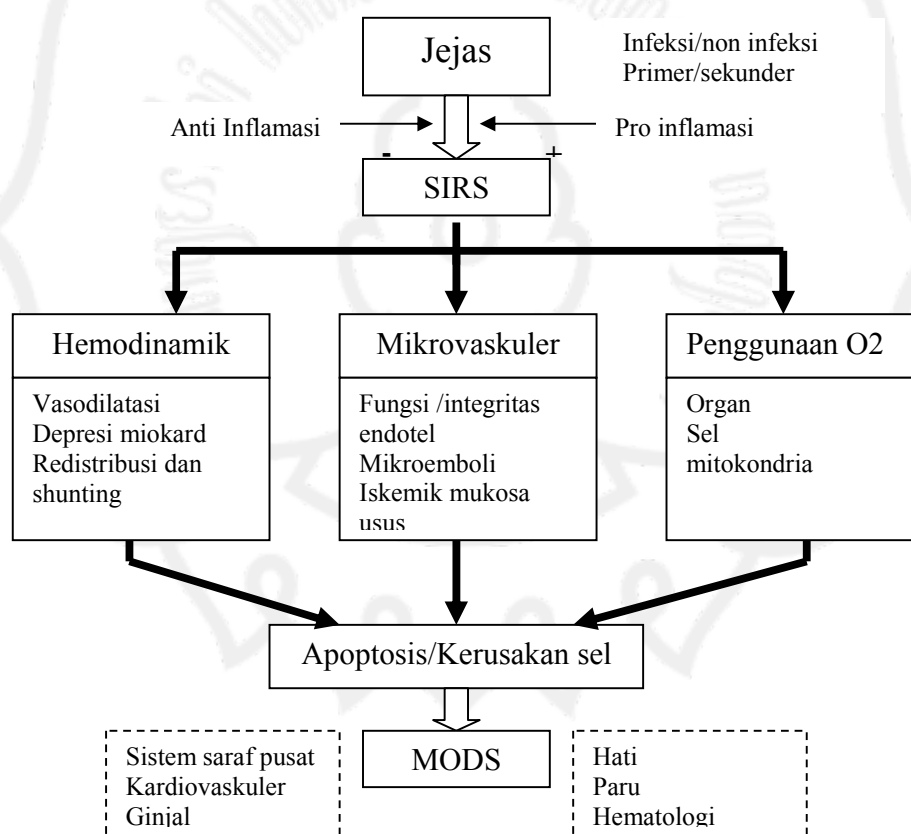 Jejas
Infeksi/non infeksi
Primer/sekunder
Anti Inflamasi
Pro inflamasi
-
+
SIRS
Hemodinamik
Vasodilatasi
Depresi miokard
Redistribusi dan
shunting
Mikrovaskuler
Fungsi /integritas
endotel
Mikroemboli
Iskemik mukosa
usus
Penggunaan O2
Organ
Sel
mitokondria
Apoptosis/Kerusakan sel
MODS
Sistem saraf pusat
Kardiovaskuler
Ginjal
Hati
Paru
Hematologi